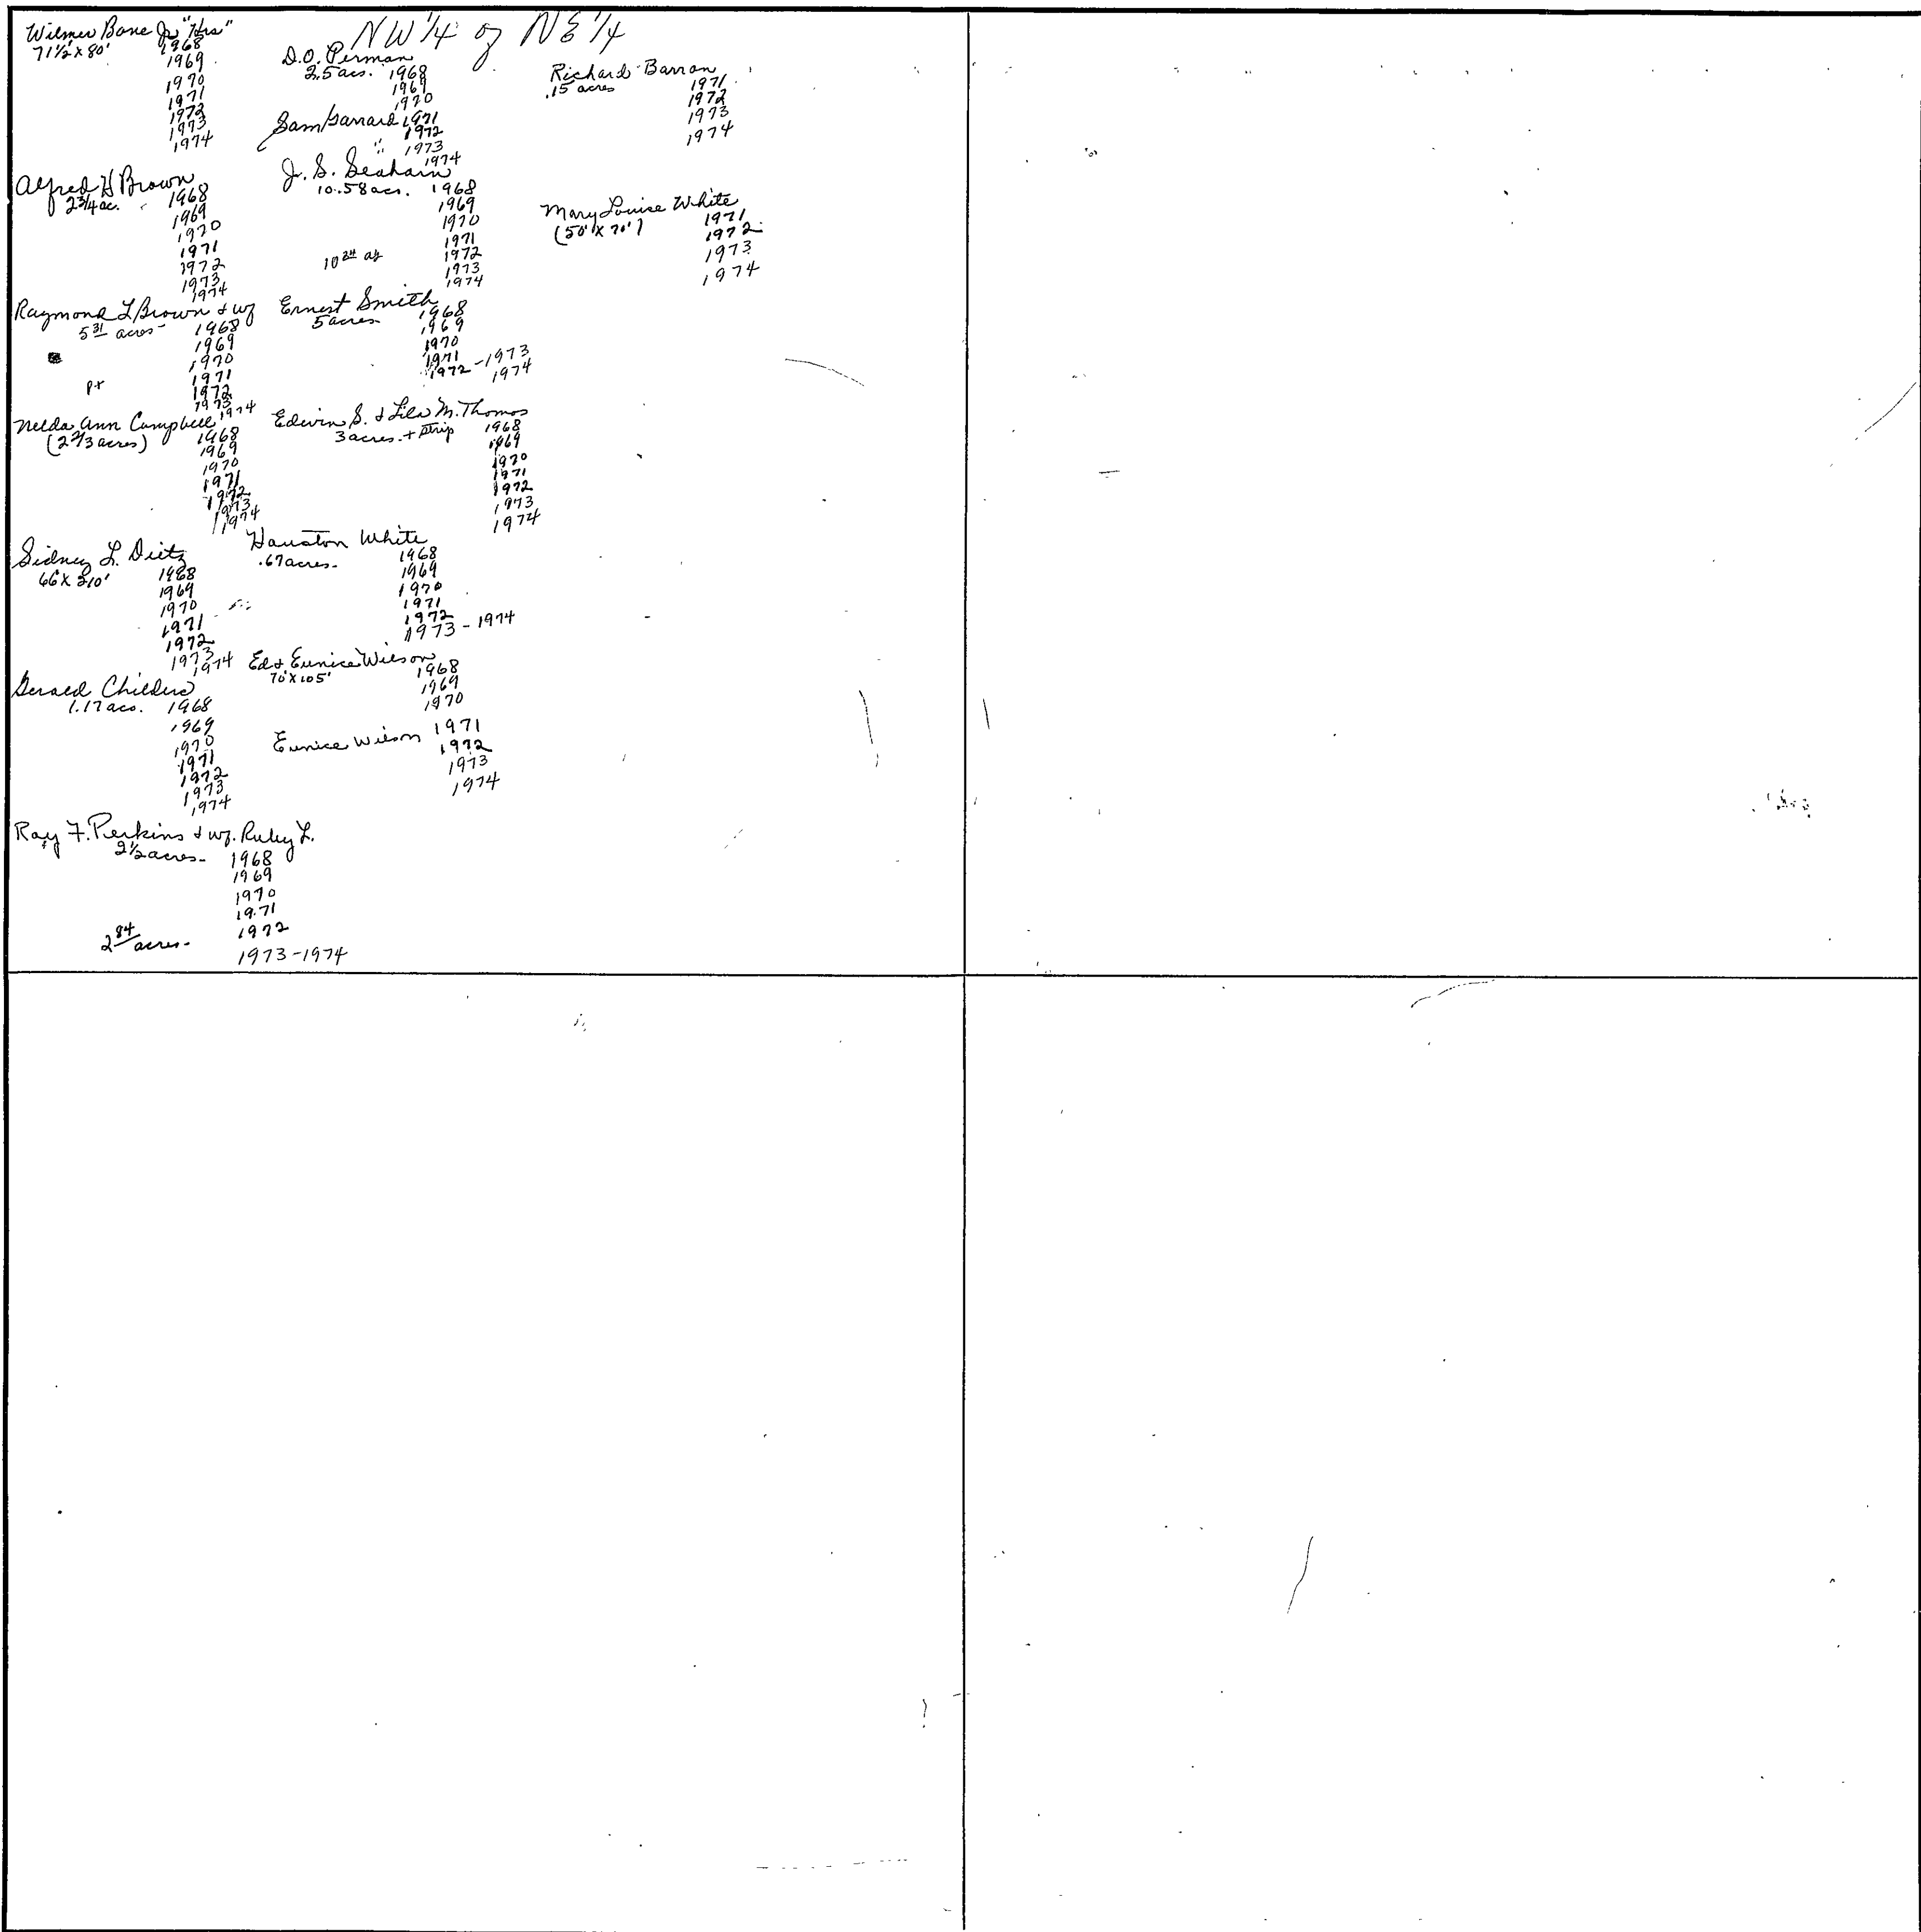 NW 1/4 of NE 1/4
Wilmer Bane Jr "Hrs"
71 1/2' x 80'
1968
1969
1970
1971
1972
1973
1974
Alfred H Brown
2 3/4 ac. 1968
1969
1970
1971
1972
1973
1974
Raymond L Brown + wf
5 31 acres - 1968
1969
1970
pt 1971
1972
1973
1974
Nelda Ann Campbell
(2 2/3 acres) 1968
1969
1970
1971
1972
1973
1974
Sidney L. Dietz
66 x 210' 1968
1969
1970
1971
1972
1973
1974
Gerald Childers
1.17 acs. 1968
1969
1970
1971
1972
1973
1974
Ray F. Perkins + wf. Ruby L.
2 1/2 acres - 1968
1969
1970
1971
1972
2 84 acres -
1973 - 1974
D.O. Perman
2.5 acs. 1968
1969
1970
Sam Garrard 1971
1972
" 1973
1974
J. S.
10.58 acs. 1968
1969
1970
1971
1972
1973
1974
Ernest Smith
5 acres 1968
1969
1970
1971
1972 - 1973
1974
Edwin S. & Lila M. Thomas
3 acres. + strip 1968
1969
1970
1971
1972
1973
1974
Houston White
.67 acres. 1968
1969
1970
1971
1972
1973 - 1974
Ed & Eunice Wilson
70' x 105' 1968
1969
1970
Eunice Wilson 1971
1972
1973
1974
Richard Barron
.15 acres 1971
1972
1973
1974
Mary Louise White
(50' x 70') 1971
1972
1973
1974